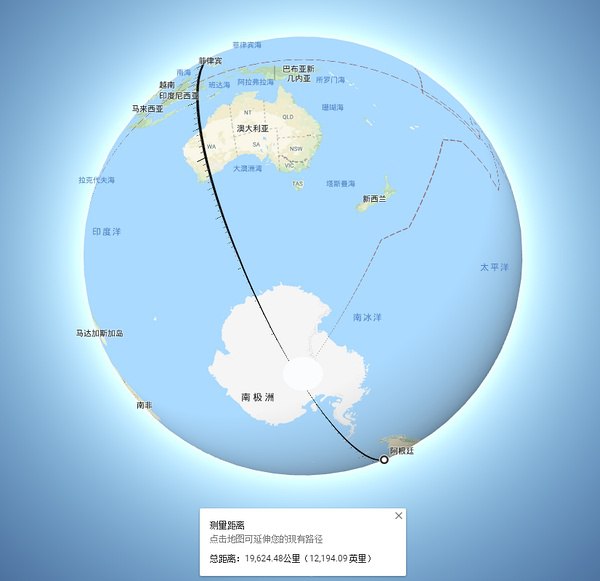 菲律宾海
菲律宾
南海
巴布亚新
几内亚
所罗门海
越南
班达海
阿拉弗拉海
印度尼西亚
马来西亚
珊瑚海
NT
QLD
澳大利亚
WA
SA
NSW
VIC
大澳洲湾
TAS
塔斯曼海
拉克代夫海
新西兰
印度洋
太平洋
南冰洋
马达加斯加岛
南极洲
南非
阿根廷
测量距离
点击地图可延伸您的现有路径
总距离：19,624.48公里（12,194.09英里）